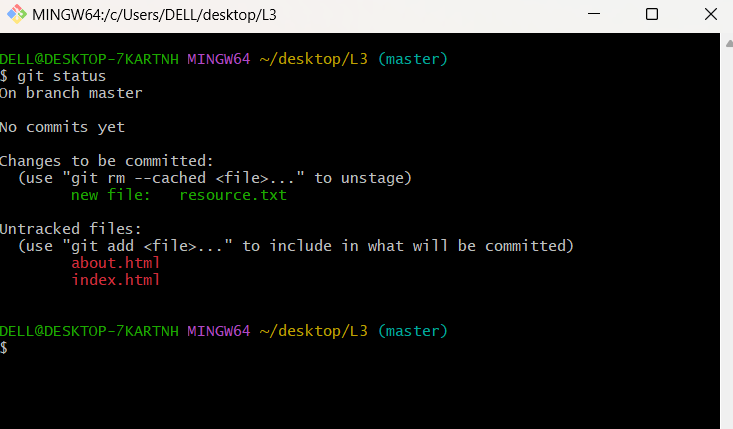 MINGW64:/c/Users/DELL/desktop/L3
DELL@DESKTOP-7KARTNH MINGW64 ~/desktop/L3 (master)
$ git status
On branch master
No commits yet
Changes to be committed:
  (use "git rm --cached <file>..." to unstage)
        new file:   resource.txt
Untracked files:
  (use "git add <file>..." to include in what will be committed)
        about.html
        index.html
DELL@DESKTOP-7KARTNH MINGW64 ~/desktop/L3 (master)
$